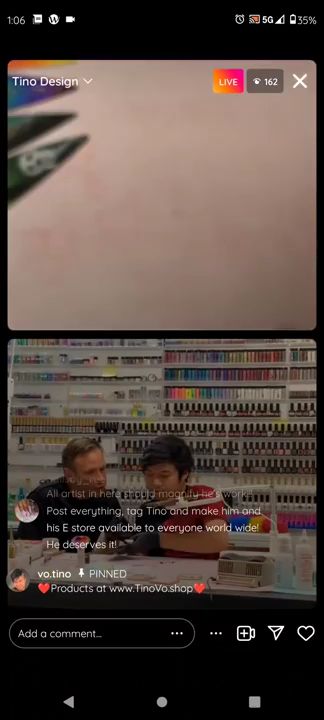 1:06
5G
35%
Tino Design
LIVE
162
All artist in here should magnify he's work!!
Post everything, tag Tino and make him and
his E store available to everyone world wide!
He deserves it!
vo.tino PINNED
❤️Products at www.TinoVo.shop❤️
Add a comment...